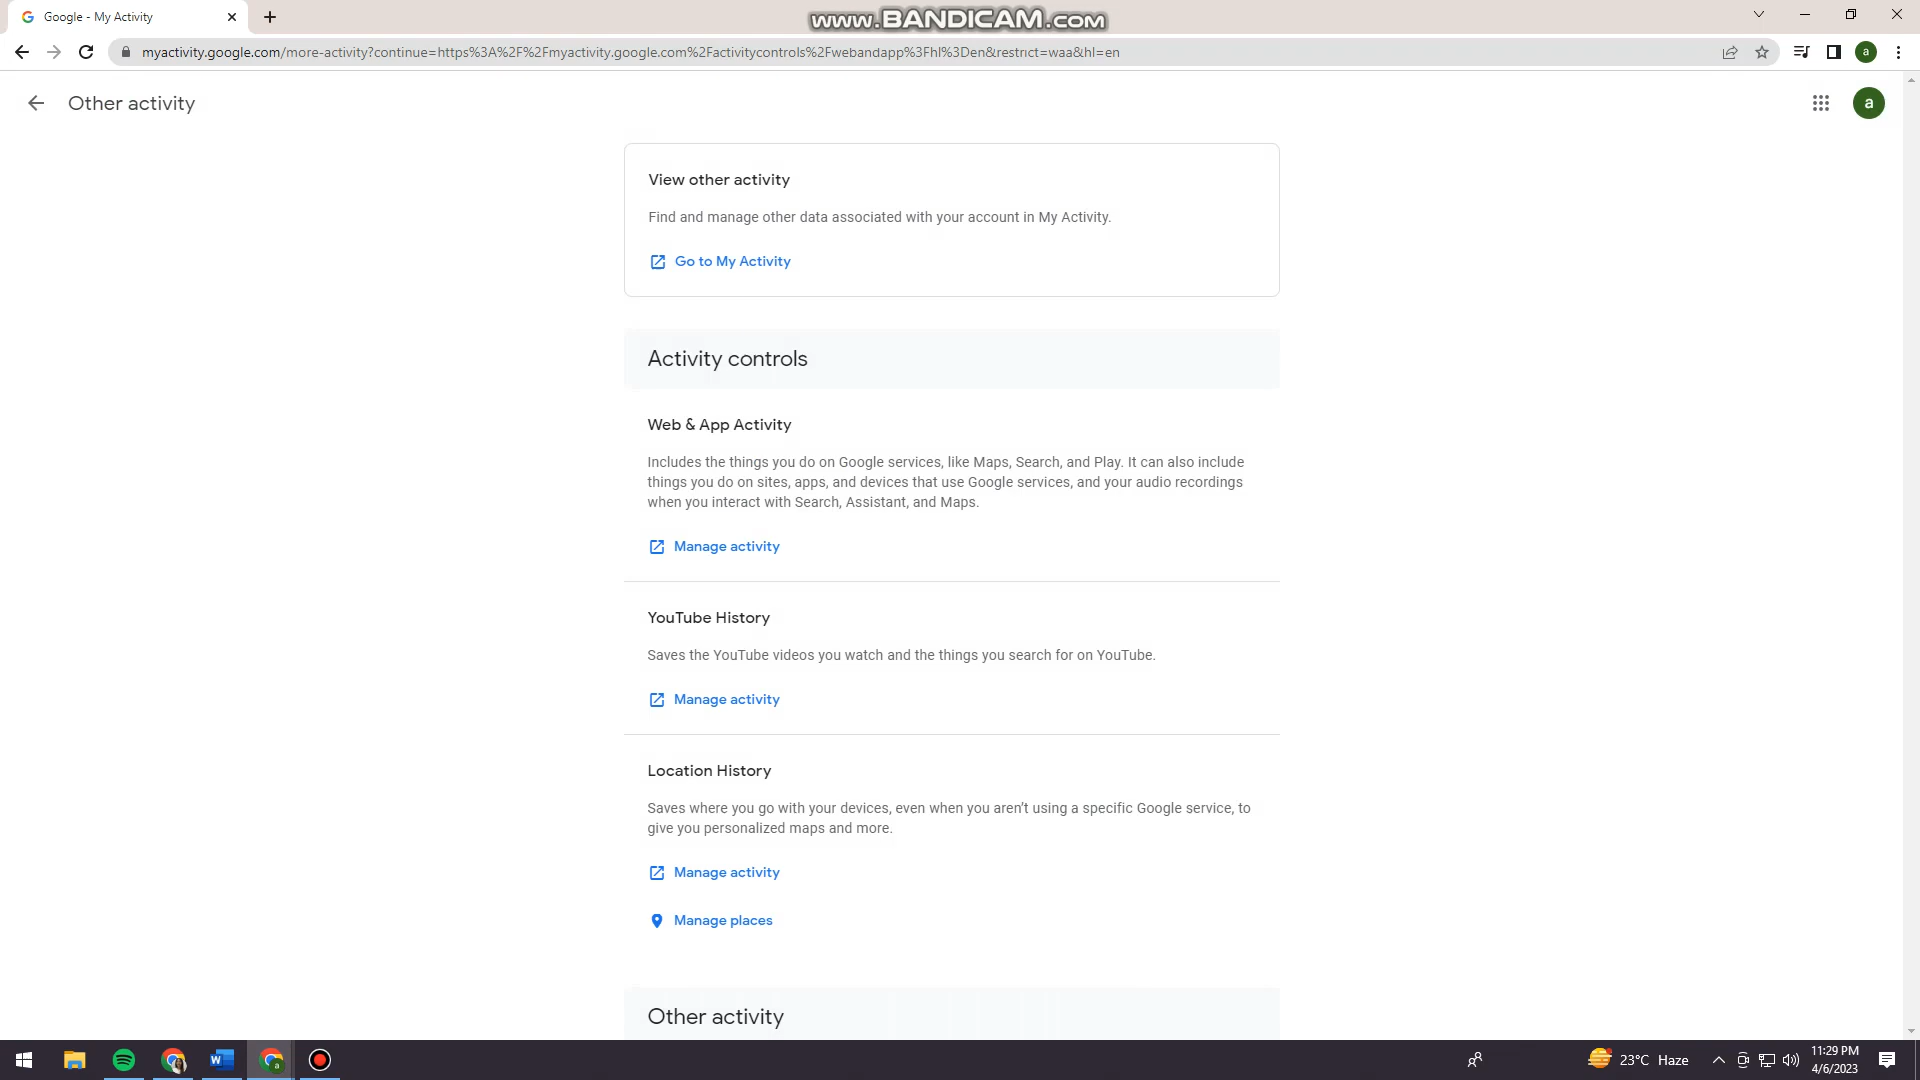 Google - My Activity
www.BANDICAM.com
myactivity.google.com/more-activity?continue=https%3A%2F%2Fmyactivity.google.com%2Factivitycontrols%2Fwebandapp%3Fhl%3Den&restrict=waa&hl=en
a
Other activity
a
View other activity
Find and manage other data associated with your account in My Activity.
Go to My Activity
Activity controls
Web & App Activity
Includes the things you do on Google services, like Maps, Search, and Play. It can also include
things you do on sites, apps, and devices that use Google services, and your audio recordings
when you interact with Search, Assistant, and Maps.
Manage activity
YouTube History
Saves the YouTube videos you watch and the things you search for on YouTube.
Manage activity
Location History
Saves where you go with your devices, even when you aren’t using a specific Google service, to
give you personalized maps and more.
Manage activity
Manage places
Other activity
23°C Haze
11:29 PM
4/6/2023